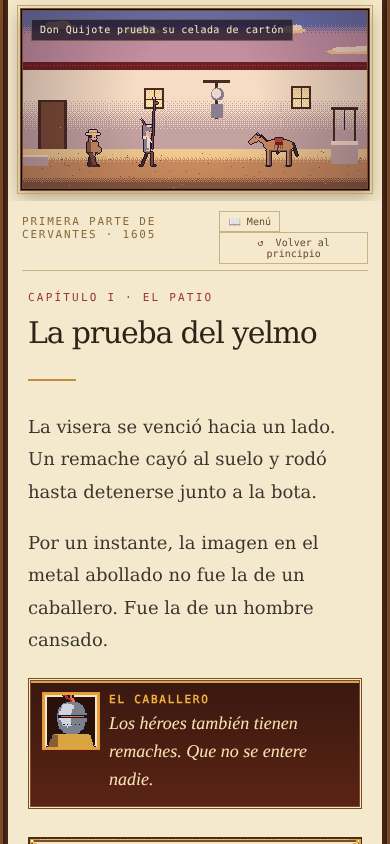 Don Quijote prueba su celada de cartón
PRIMERA PARTE DE
CERVANTES · 1605
📖 Menú
↺ Volver al
principio
CAPÍTULO I · EL PATIO
La prueba del yelmo
La visera se venció hacia un lado.
Un remache cayó al suelo y rodó
hasta detenerse junto a la bota.
Por un instante, la imagen en el
metal abollado no fue la de un
caballero. Fue la de un hombre
cansado.
EL CABALLERO
Los héroes también tienen
remaches. Que no se entere
nadie.